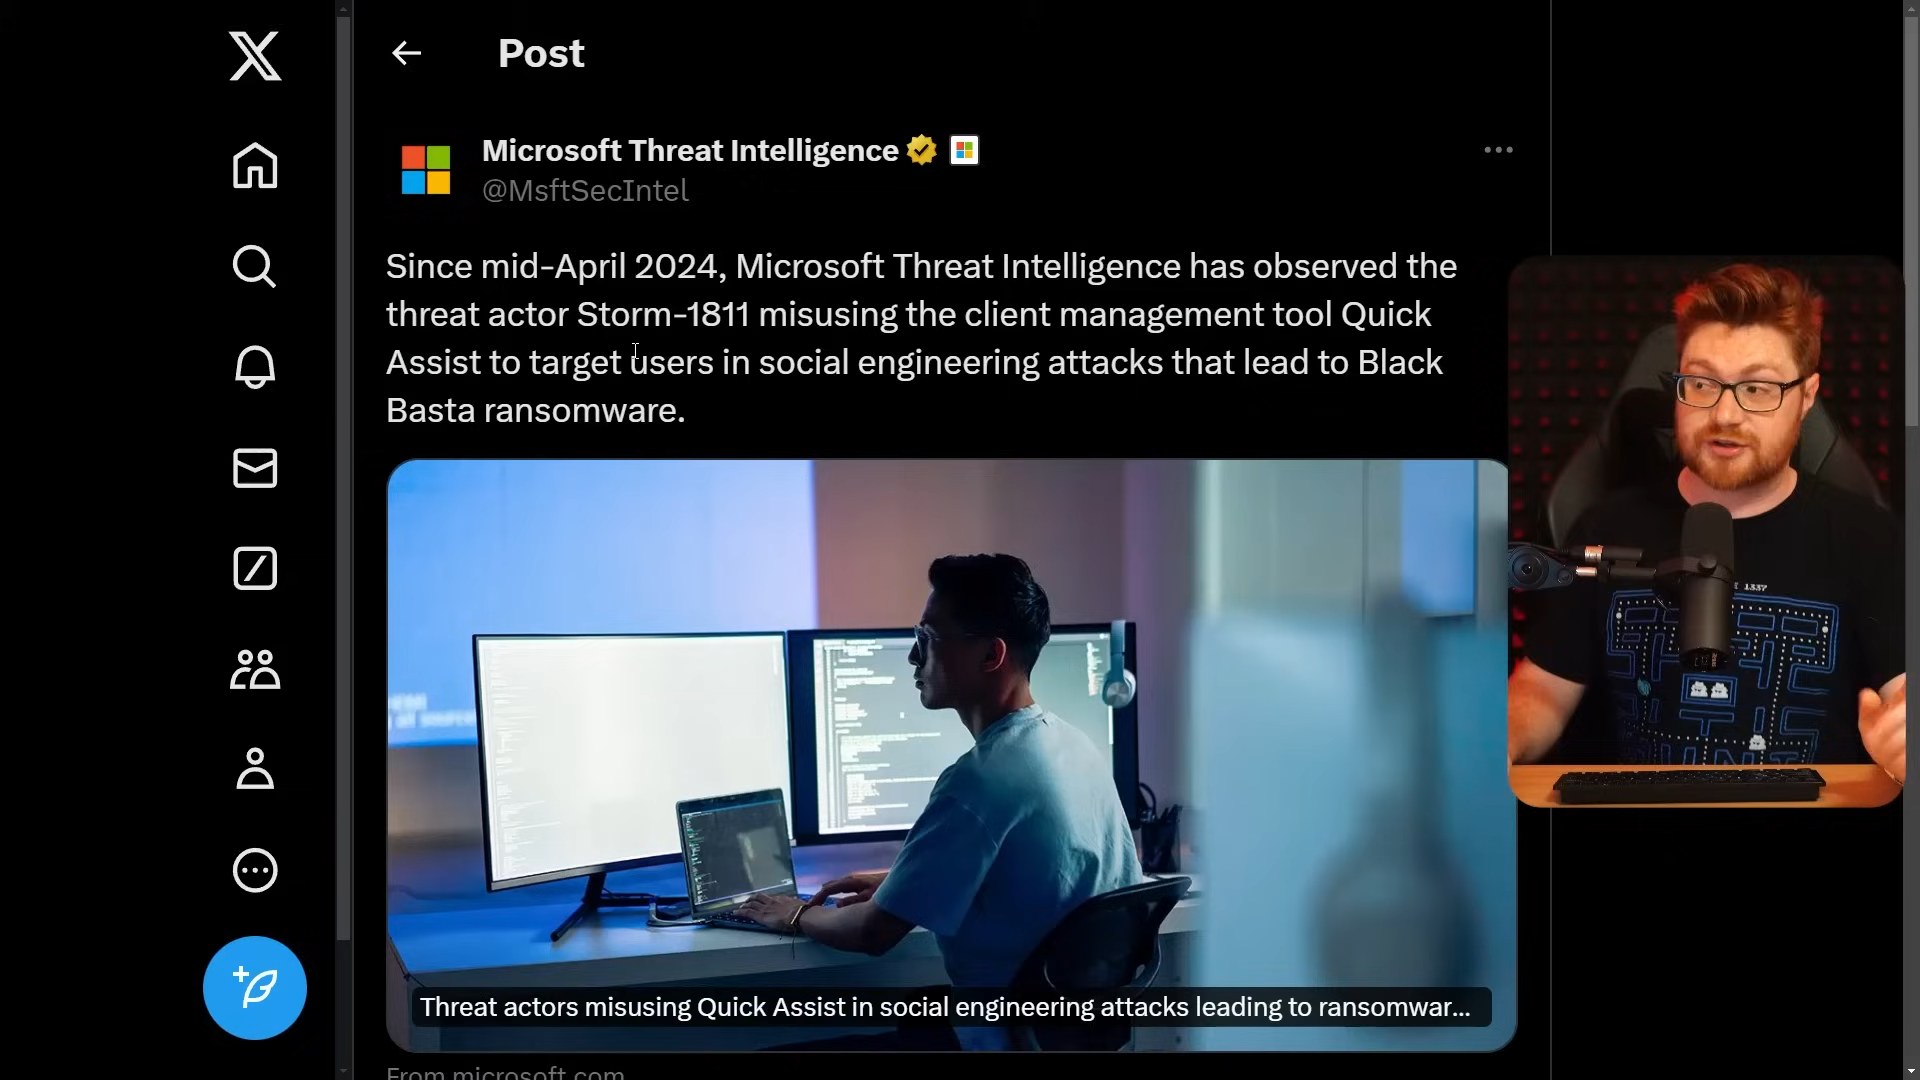 Post
Microsoft Threat Intelligence
@MsftSecIntel
Since mid-April 2024, Microsoft Threat Intelligence has observed the
threat actor Storm-1811 misusing the client management tool Quick
Assist to target users in social engineering attacks that lead to Black
Basta ransomware.
Threat actors misusing Quick Assist in social engineering attacks leading to ransomwar...
From microsoft.com
1337